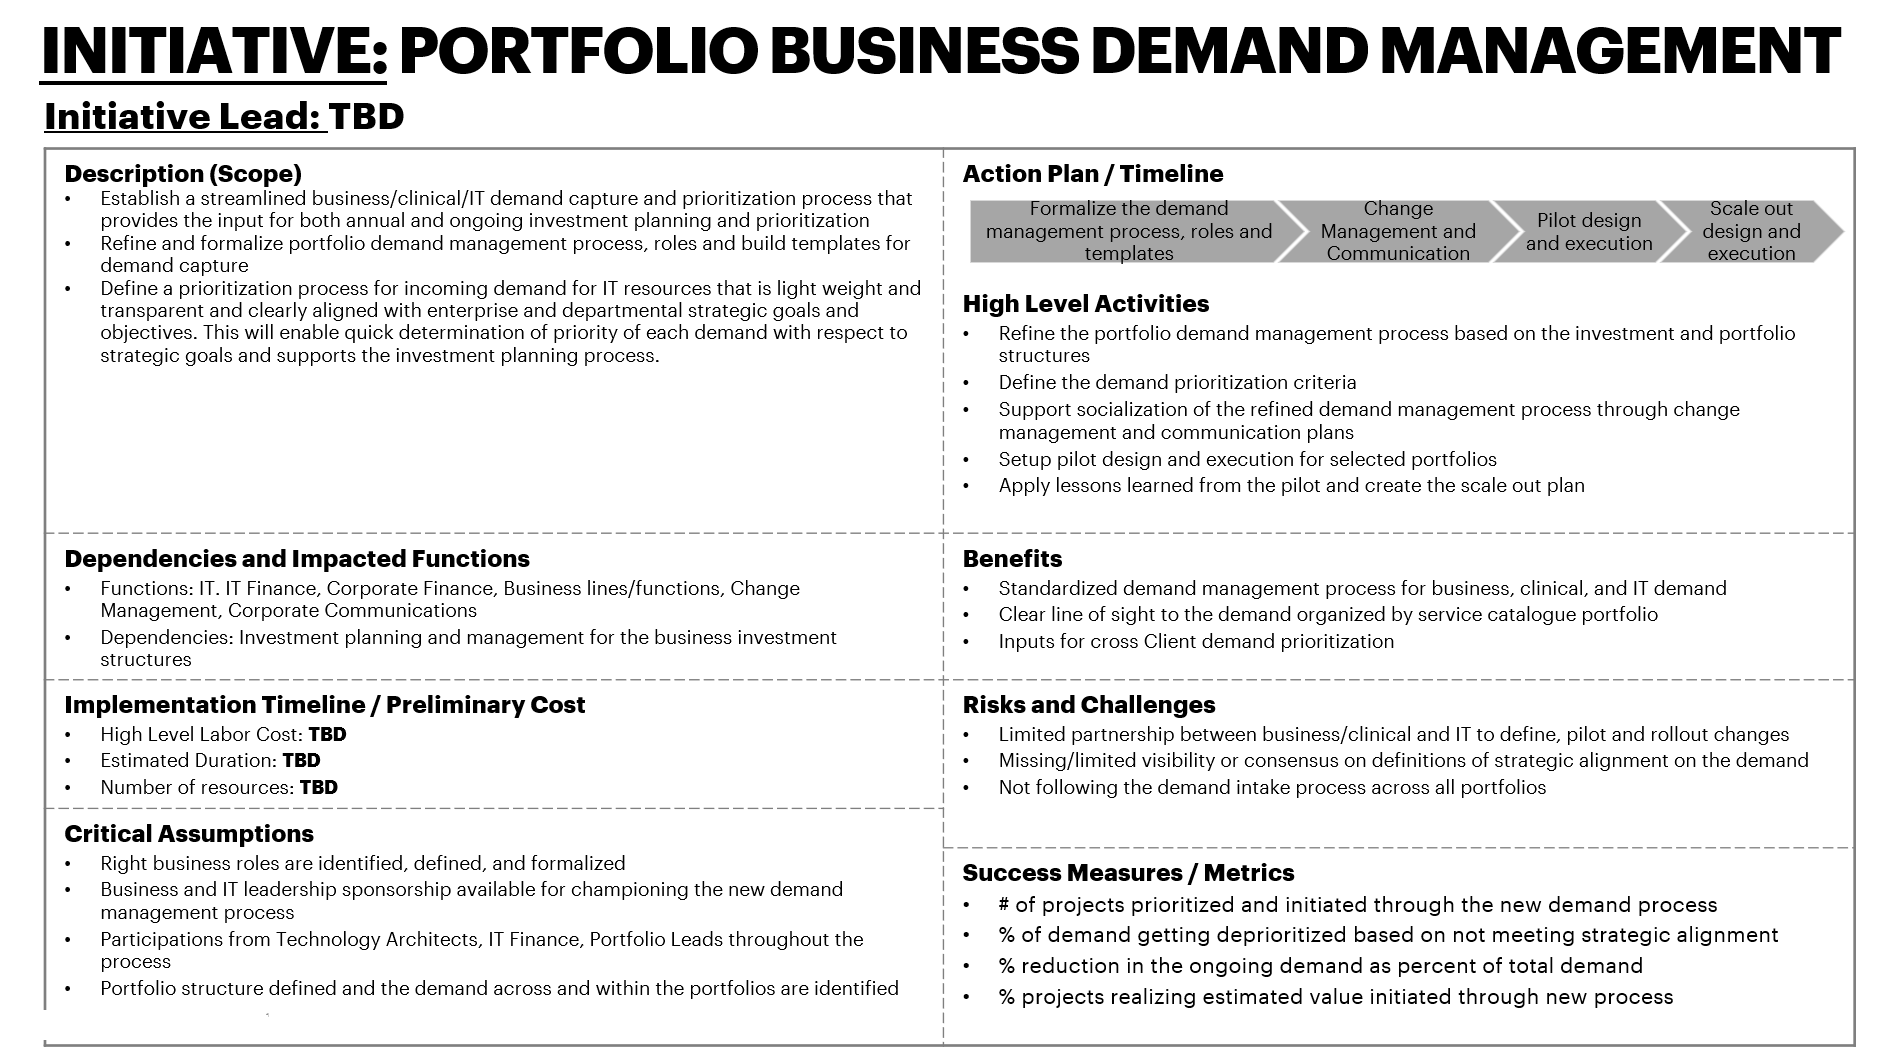 INITIATIVE: PORTFOLIO BUSINESS DEMAND MANAGEMENT
Initiative Lead: TBD
Description (Scope)
• Establish a streamlined business/clinical/IT demand capture and prioritization process that
provides the input for both annual and ongoing investment planning and prioritization
• Refine and formalize portfolio demand management process, roles and build templates for
demand capture
• Define a prioritization process for incoming demand for IT resources that is light weight and
transparent and clearly aligned with enterprise and departmental strategic goals and
objectives. This will enable quick determination of priority of each demand with respect to
strategic goals and supports the investment planning process.
Action Plan / Timeline
Formalize the demand
management process, roles and
templates
Change
Management and
Communication
Pilot design
and execution
Scale out
design and
execution
High Level Activities
• Refine the portfolio demand management process based on the investment and portfolio
structures
• Define the demand prioritization criteria
• Support socialization of the refined demand management process through change
management and communication plans
• Setup pilot design and execution for selected portfolios
• Apply lessons learned from the pilot and create the scale out plan
Dependencies and Impacted Functions
• Functions: IT. IT Finance, Corporate Finance, Business lines/functions, Change
Management, Corporate Communications
• Dependencies: Investment planning and management for the business investment
structures
Benefits
• Standardized demand management process for business, clinical, and IT demand
• Clear line of sight to the demand organized by service catalogue portfolio
• Inputs for cross Client demand prioritization
Implementation Timeline / Preliminary Cost
• High Level Labor Cost: TBD
• Estimated Duration: TBD
• Number of resources: TBD
Risks and Challenges
• Limited partnership between business/clinical and IT to define, pilot and rollout changes
• Missing/limited visibility or consensus on definitions of strategic alignment on the demand
• Not following the demand intake process across all portfolios
Critical Assumptions
• Right business roles are identified, defined, and formalized
• Business and IT leadership sponsorship available for championing the new demand
management process
• Participations from Technology Architects, IT Finance, Portfolio Leads throughout the
process
• Portfolio structure defined and the demand across and within the portfolios are identified
Success Measures / Metrics
• # of projects prioritized and initiated through the new demand process
• % of demand getting deprioritized based on not meeting strategic alignment
• % reduction in the ongoing demand as percent of total demand
• % projects realizing estimated value initiated through new process